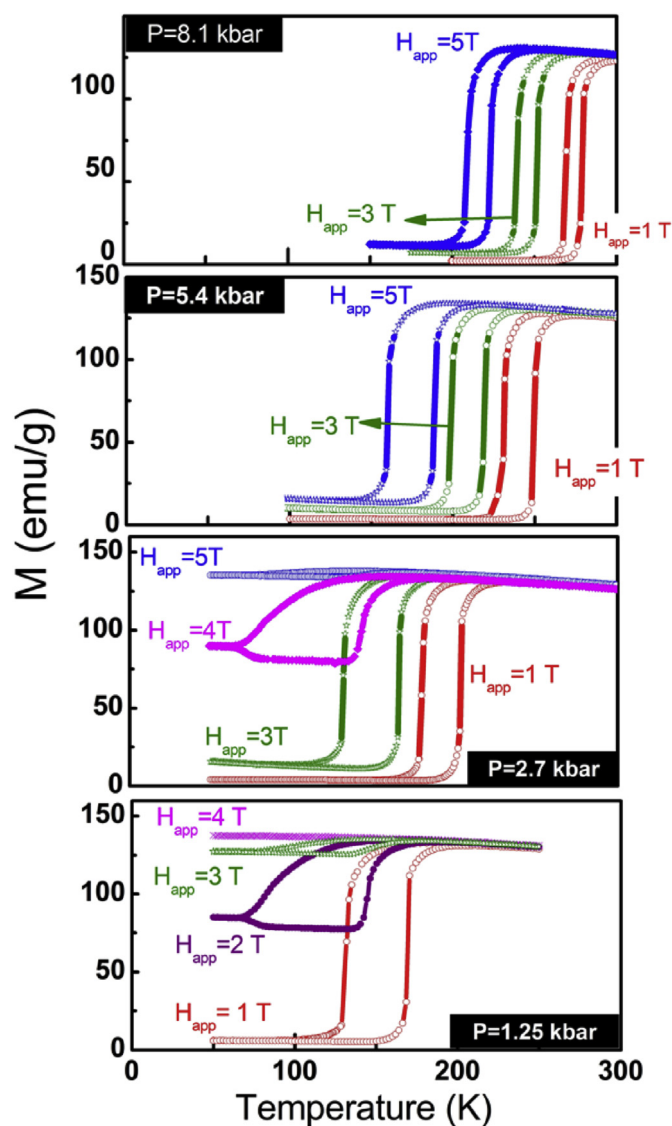 P=8.1 kbar
H_app=5T
100
50
0
H_app=3 T
H_app=1 T
P=5.4 kbar
H_app=5T
150
100
50
0
H_app=3 T
H_app=1 T
H_app=5T
150
100
50
0
H_app=4T
H_app=3T
H_app=1 T
P=2.7 kbar
H_app=4 T
150
100
50
0
H_app=3 T
H_app=2 T
H_app=1 T
P=1.25 kbar
0 100 200 300
Temperature (K)
M (emu/g)